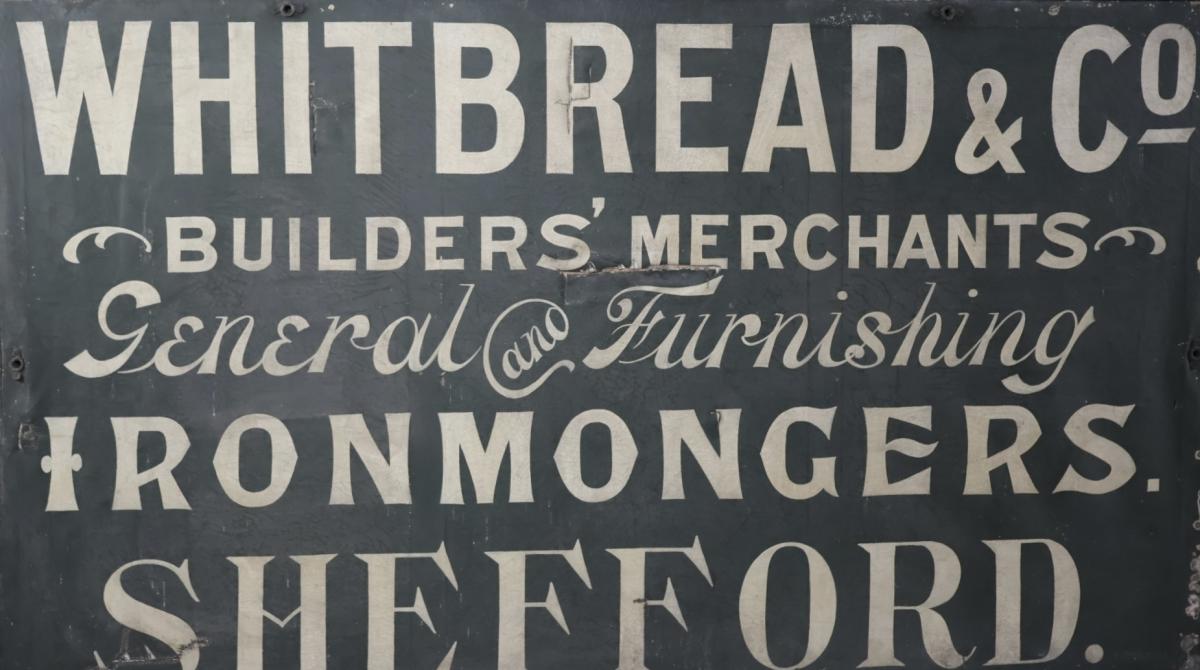 WHITBREAD & Co
BUILDERS' MERCHANTS
General and Furnishing
IRONMONGERS.
SHEFFORD.